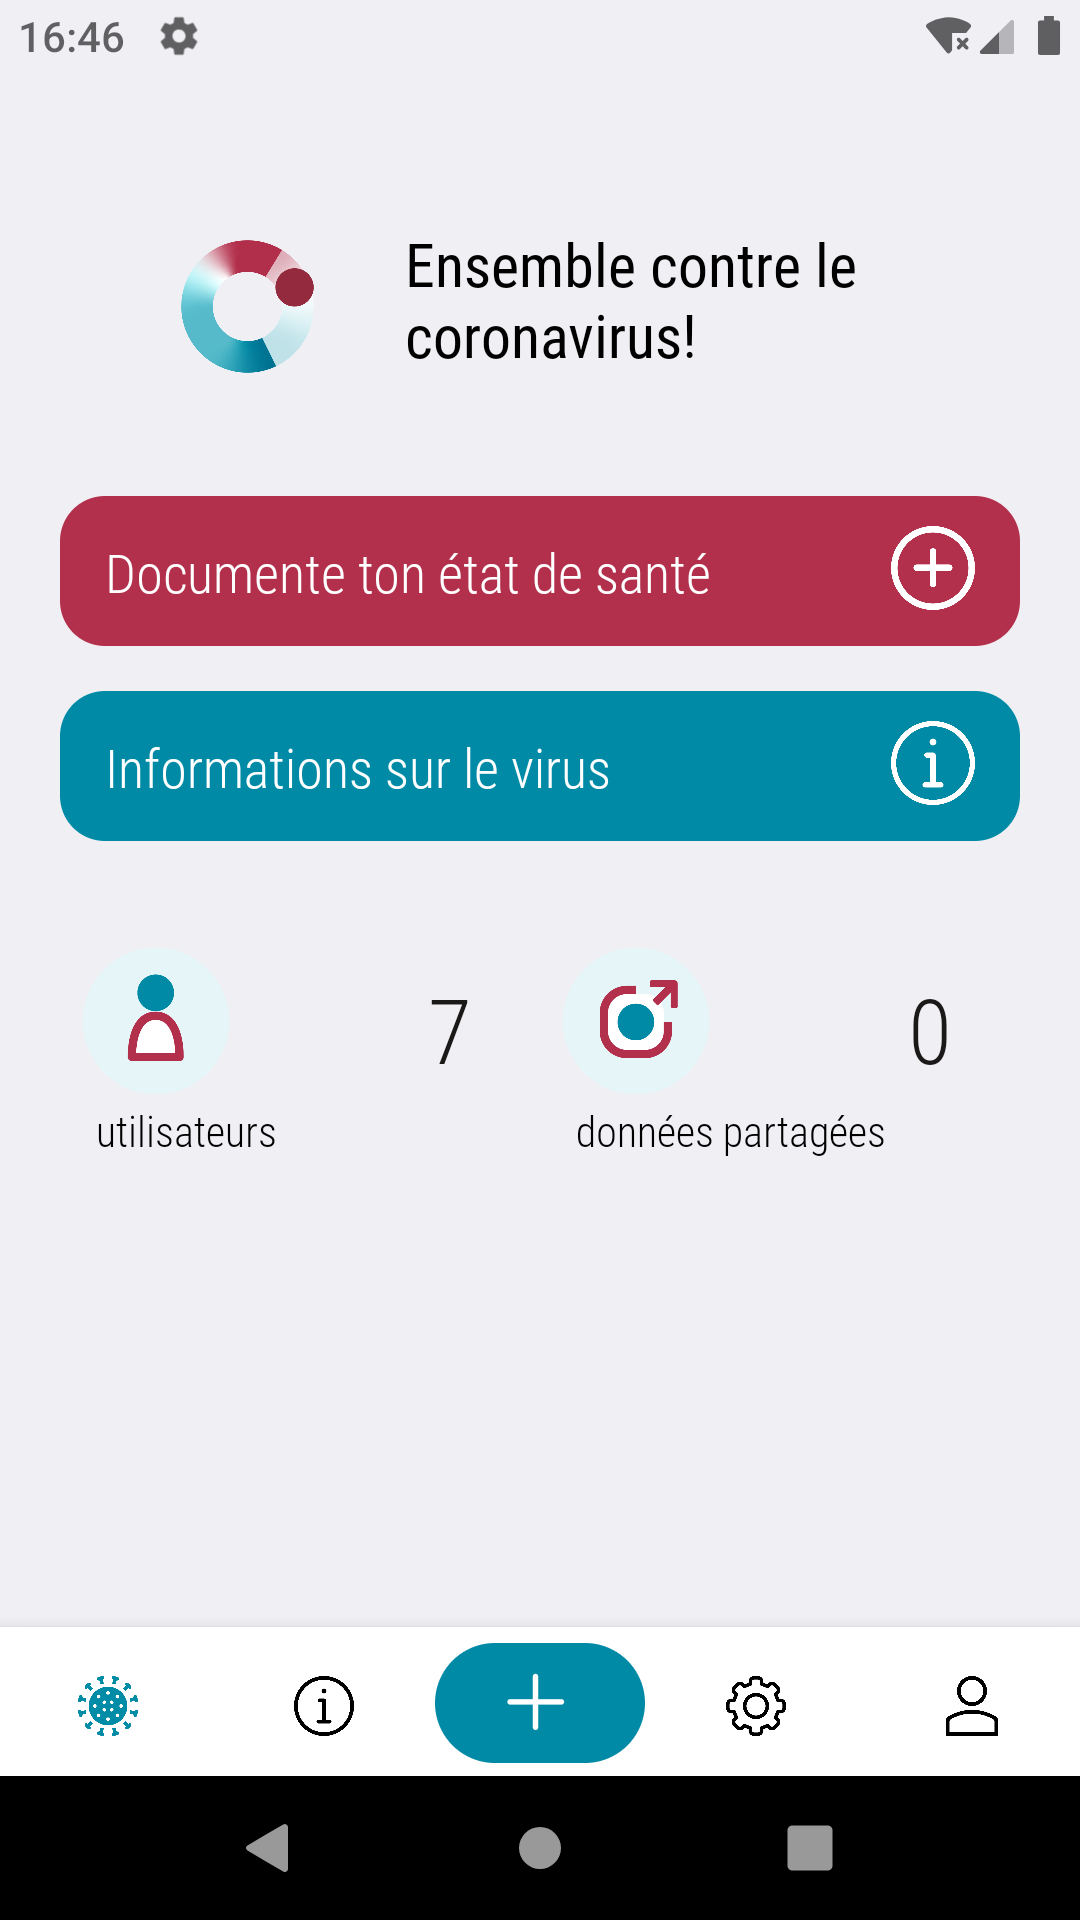 16:46
Ensemble contre le
coronavirus!
Documente ton état de santé
Informations sur le virus
7
0
utilisateurs
données partagées